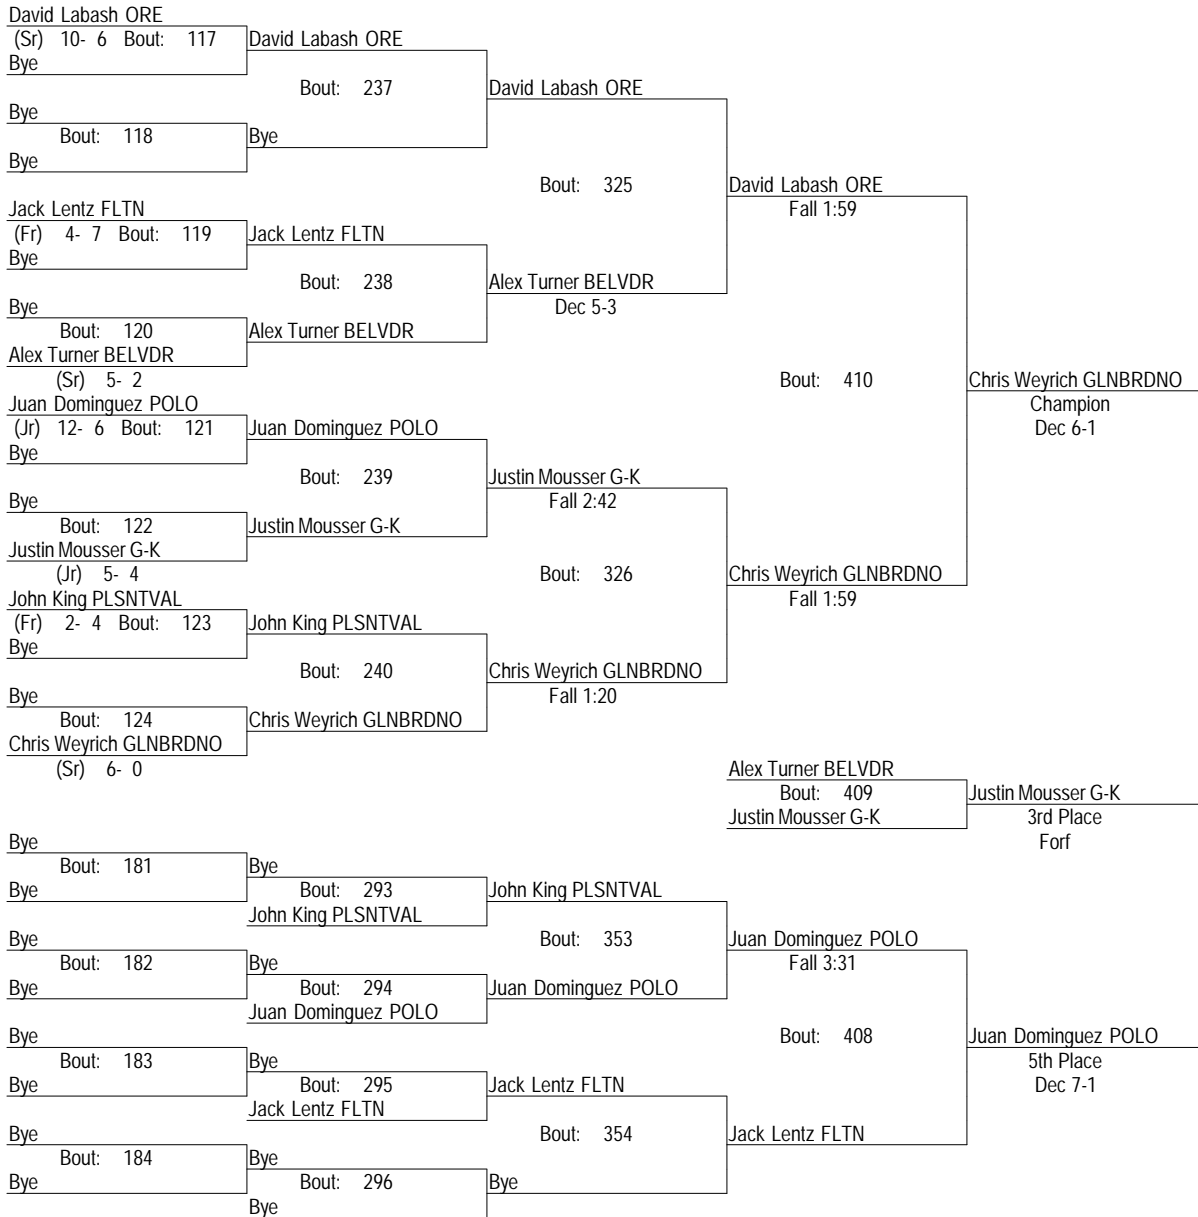 David Labash ORE
(Sr) 10- 6 Bout: 117 David Labash ORE
Bye
Bout: 237 David Labash ORE
Bye
Bout: 118 Bye
Bye
Bout: 325 David Labash ORE
Jack Lentz FLTN Fall 1:59
(Fr) 4- 7 Bout: 119 Jack Lentz FLTN
Bye
Bout: 238 Alex Turner BELVDR
Bye Dec 5-3
Bout: 120 Alex Turner BELVDR
Alex Turner BELVDR
(Sr) 5- 2 Bout: 410 Chris Weyrich GLNBRDNO
Juan Dominguez POLO Champion
(Jr) 12- 6 Bout: 121 Juan Dominguez POLO Dec 6-1
Bye
Bout: 239 Justin Mousser G-K
Bye Fall 2:42
Bout: 122 Justin Mousser G-K
Justin Mousser G-K
(Jr) 5- 4 Bout: 326 Chris Weyrich GLNBRDNO
John King PLSNTVAL Fall 1:59
(Fr) 2- 4 Bout: 123 John King PLSNTVAL
Bye
Bout: 240 Chris Weyrich GLNBRDNO
Bye Fall 1:20
Bout: 124 Chris Weyrich GLNBRDNO
Chris Weyrich GLNBRDNO
(Sr) 6- 0 Alex Turner BELVDR
Bout: 409 Justin Mousser G-K
Justin Mousser G-K 3rd Place
Bye Forf
Bout: 181 Bye
Bye Bout: 293 John King PLSNTVAL
John King PLSNTVAL
Bye Bout: 353 Juan Dominguez POLO
Bout: 182 Bye Fall 3:31
Bye Bout: 294 Juan Dominguez POLO
Juan Dominguez POLO
Bye Bout: 408 Juan Dominguez POLO
Bout: 183 Bye 5th Place
Bye Bout: 295 Jack Lentz FLTN Dec 7-1
Jack Lentz FLTN
Bye Bout: 354 Jack Lentz FLTN
Bout: 184 Bye
Bye Bout: 296 Bye
Bye